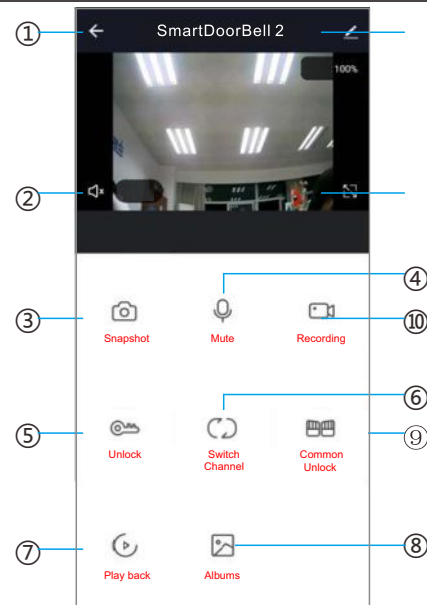 ① SmartDoorBell 2
100%
②
④
③ ⑩
Snapshot Mute Recording
⑥
⑤ ⑨
Unlock Switch Channel Common Unlock
⑦ ⑧
Play back Albums